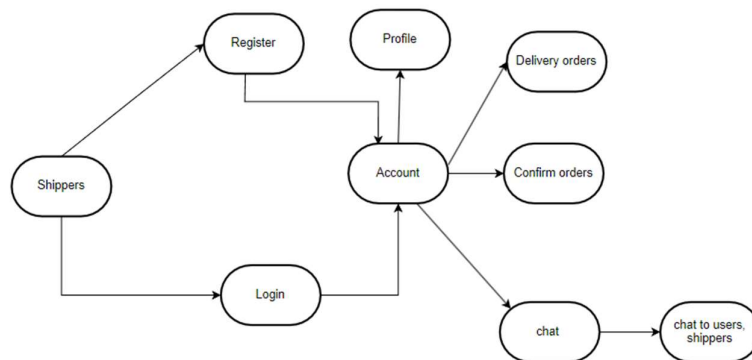 Register
Profile
Delivery orders
Shippers
Account
Confirm orders
Login
chat
chat to users,
shippers